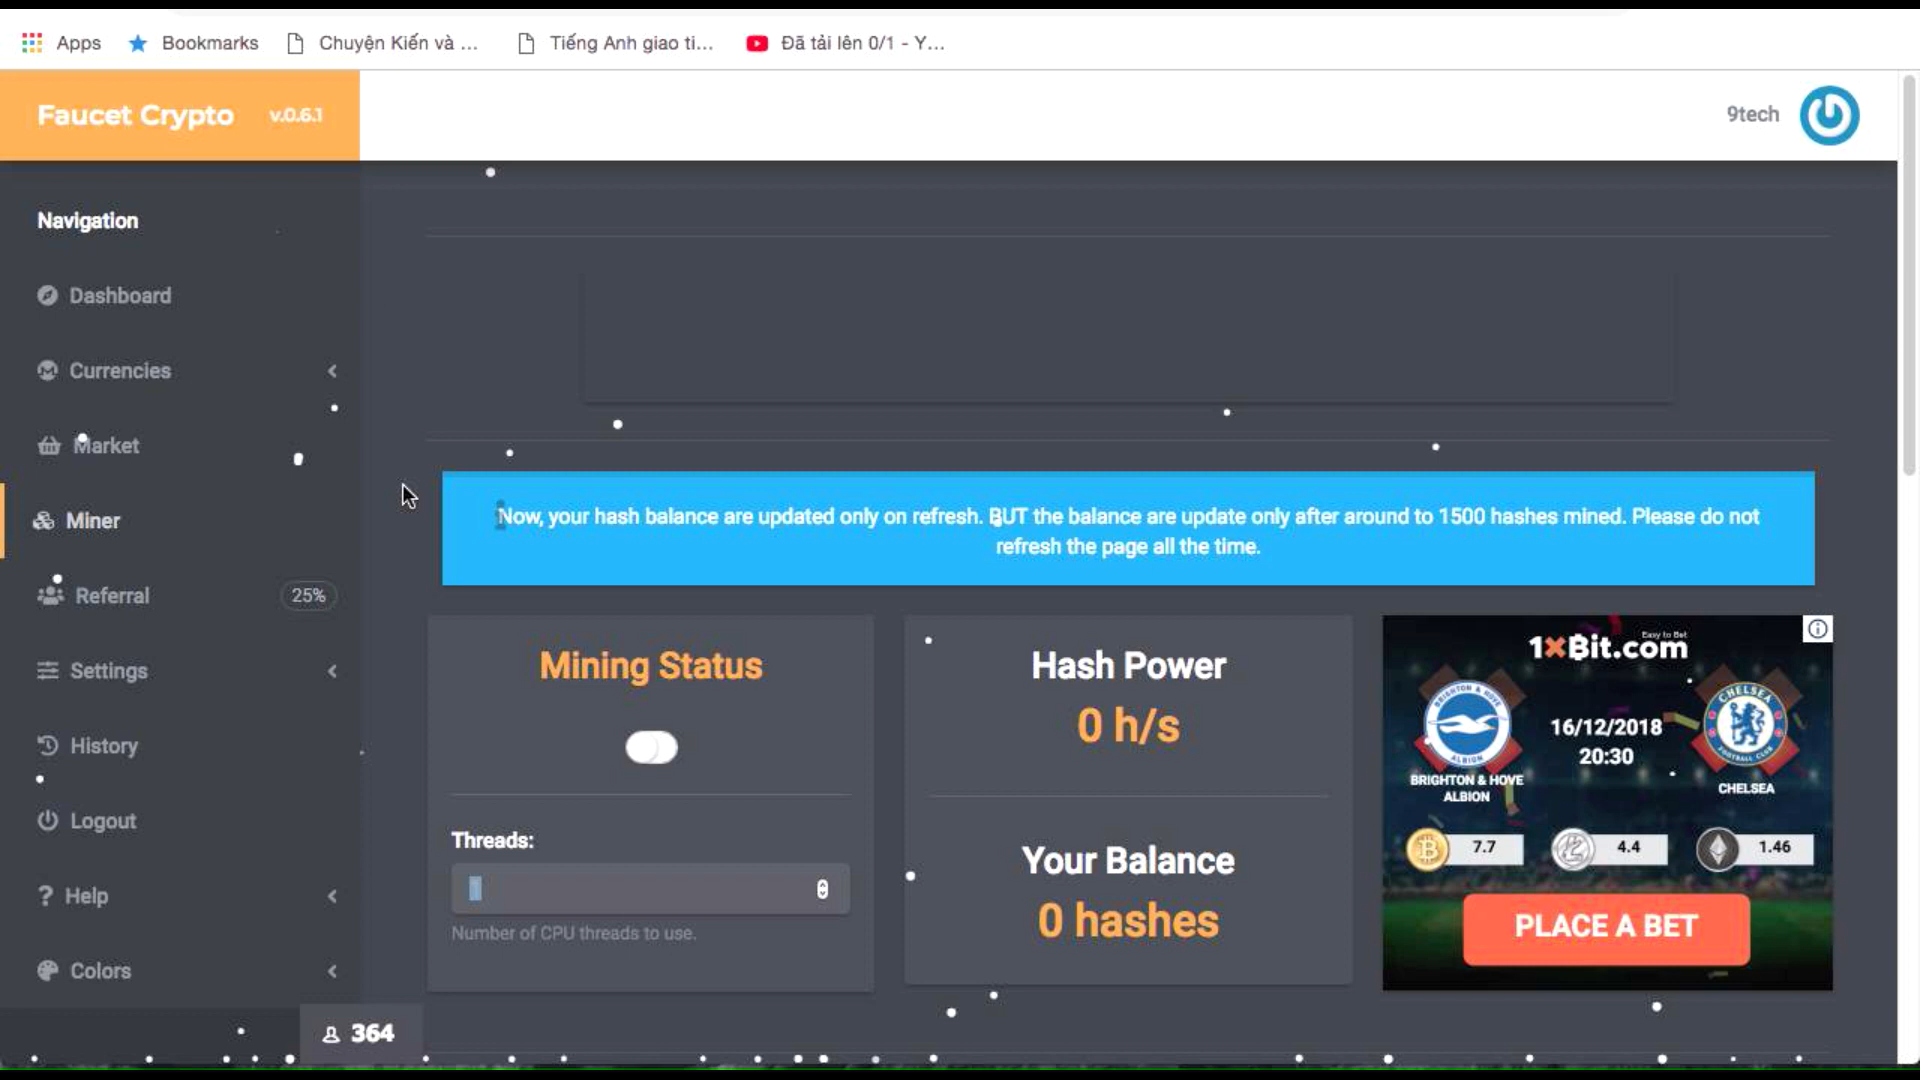 Apps Bookmarks Chuyện Kiến và ... Tiếng Anh giao ti... Đã tải lên 0/1 - Y...
Faucet Crypto v.0.6.1
9tech
Navigation
Dashboard
Currencies
Market
Miner
Referral 25%
Settings
History
Logout
Help
Colors
364
Now, your hash balance are updated only on refresh. BUT the balance are update only after around to 1500 hashes mined. Please do not
refresh the page all the time.
Mining Status
Threads:
1
Number of CPU threads to use.
Hash Power
0 h/s
Your Balance
0 hashes
Easy to Bet
1xBit.com
BRIGHTON & HOVE
ALBION
16/12/2018
20:30
CHELSEA
FOOTBALL CLUB
CHELSEA
7.7 4.4 1.46
PLACE A BET